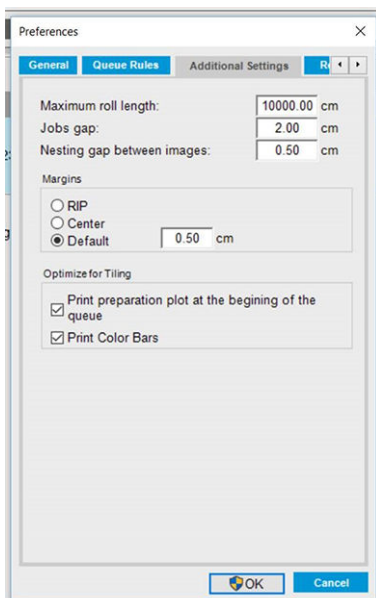 Preferences
General Queue Rules Additional Settings
Maximum roll length: 10000.00 cm
Jobs gap: 2.00 cm
Nesting gap between images: 0.50 cm
Margins
RIP
Center
Default 0.50 cm
Optimize for Tiling
Print preparation plot at the begining of the
queue
Print Color Bars
OK Cancel